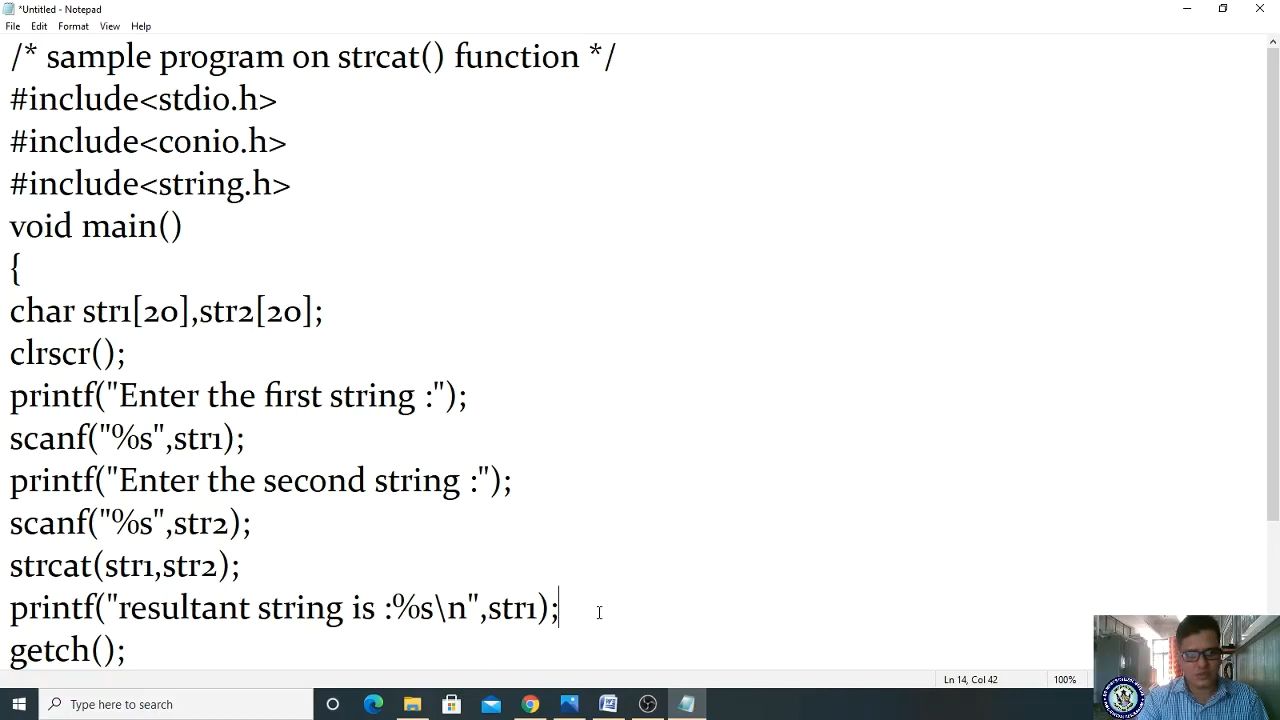 *Untitled - Notepad
File Edit Format View Help
/* sample program on strcat() function */
#include<stdio.h>
#include<conio.h>
#include<string.h>
void main()
{
char str1[20],str2[20];
clrscr();
printf("Enter the first string :");
scanf("%s",str1);
printf("Enter the second string :");
scanf("%s",str2);
strcat(str1,str2);
printf("resultant string is :%s\n",str1);
getch();
Ln 14, Col 42 100%
Type here to search